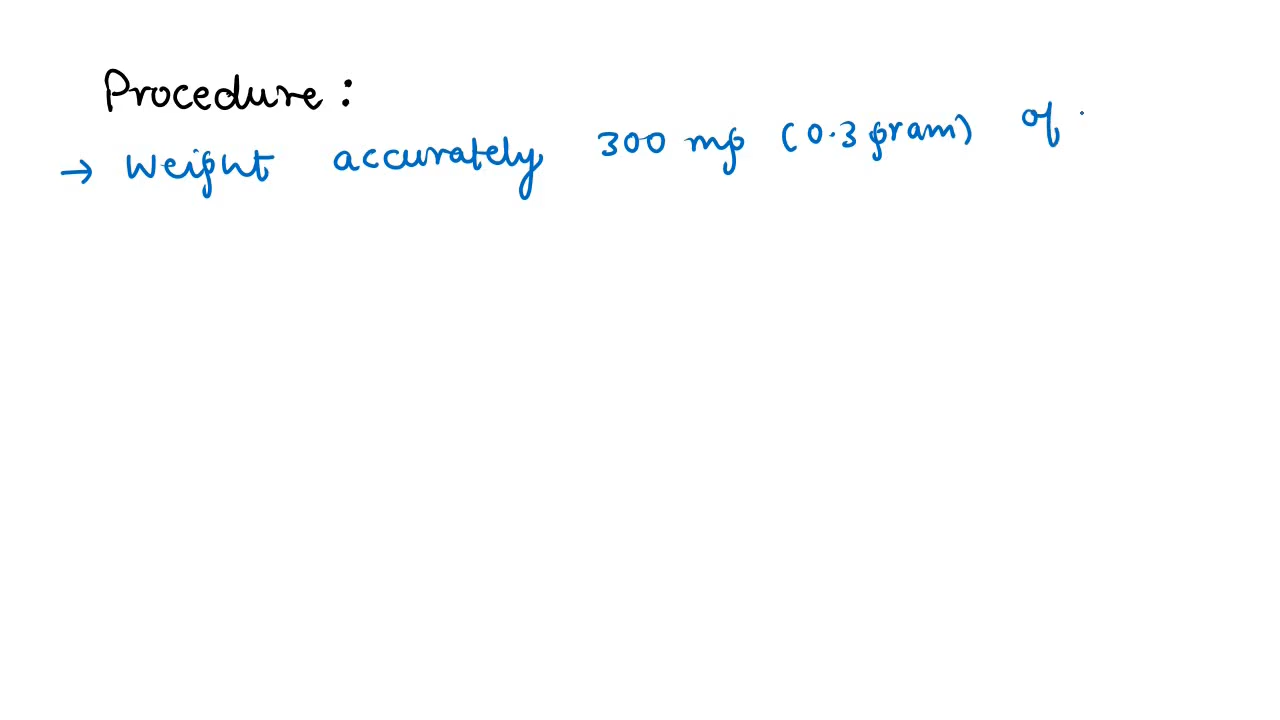 Procedure :
→ Weight accurately 300 mg (0.3 gram) of